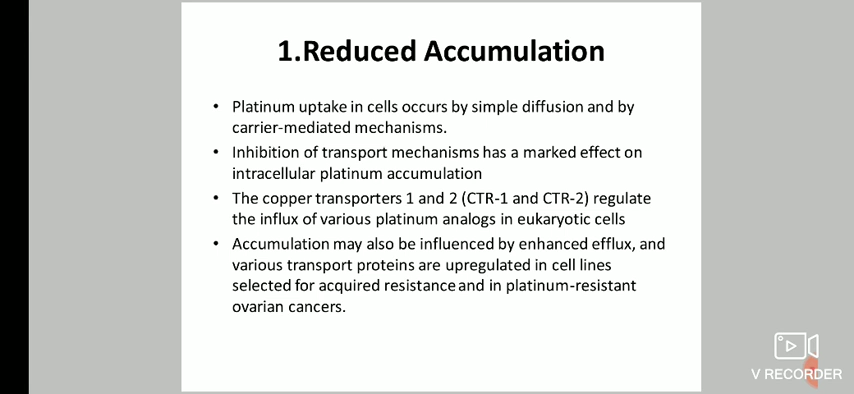 1.Reduced Accumulation
• Platinum uptake in cells occurs by simple diffusion and by
carrier-mediated mechanisms.
• Inhibition of transport mechanisms has a marked effect on
intracellular platinum accumulation
• The copper transporters 1 and 2 (CTR-1 and CTR-2) regulate
the influx of various platinum analogs in eukaryotic cells
• Accumulation may also be influenced by enhanced efflux, and
various transport proteins are upregulated in cell lines
selected for acquired resistance and in platinum-resistant
ovarian cancers.
V RECORDER